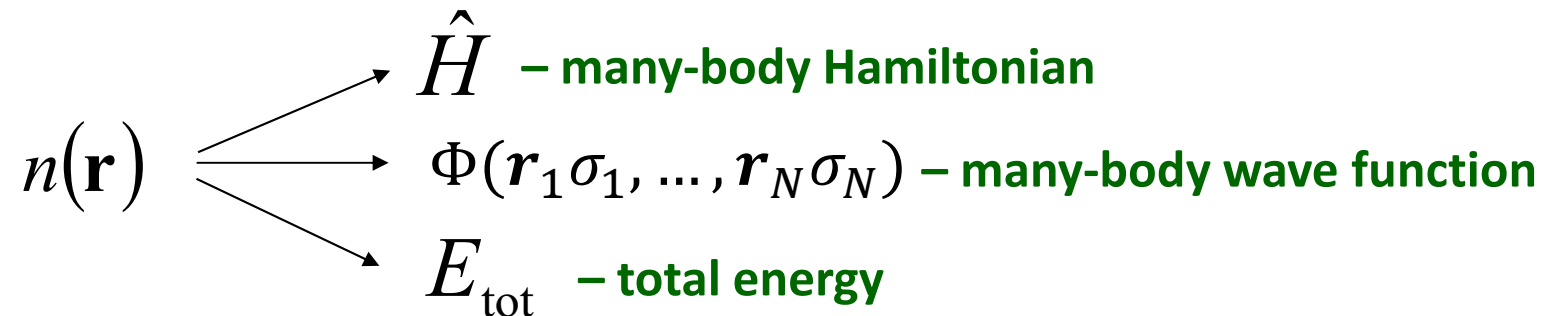 Ĥ – many-body Hamiltonian
n(r) Φ(r₁σ₁, ..., r_Nσ_N) – many-body wave function
E_tot – total energy